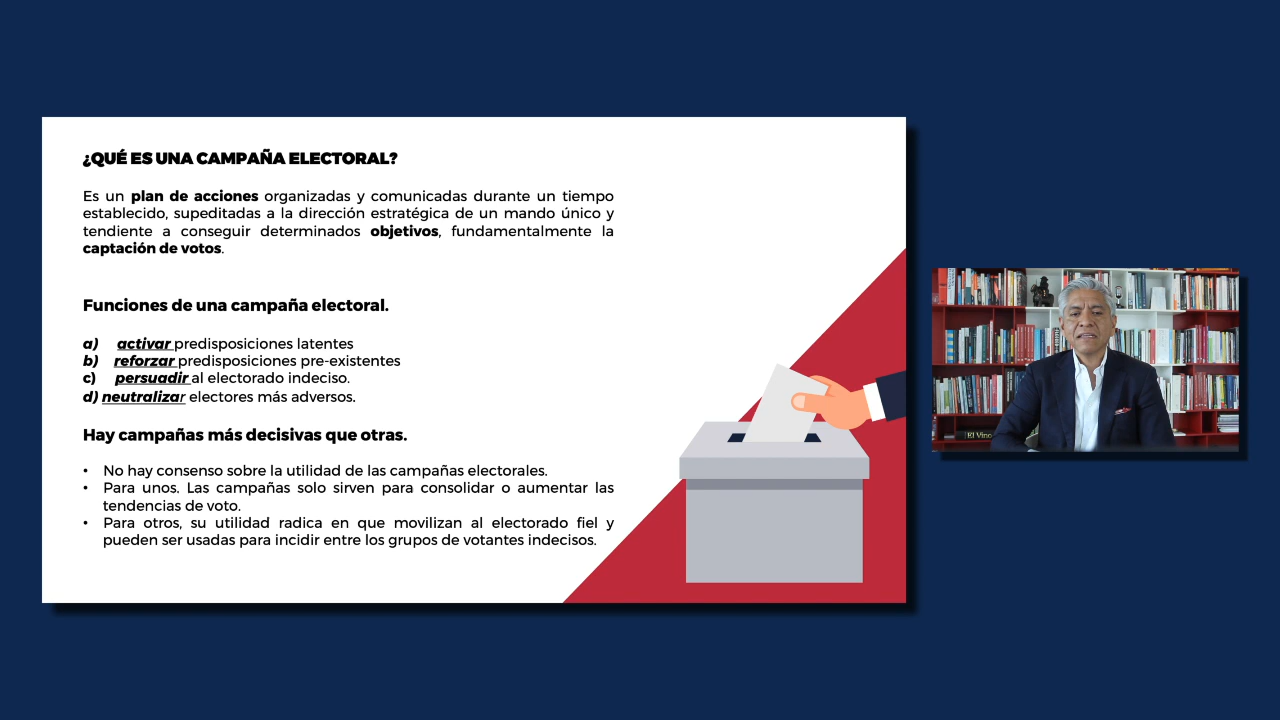 ¿QUÉ ES UNA CAMPAÑA ELECTORAL?
Es un plan de acciones organizadas y comunicadas durante un tiempo
establecido, supeditadas a la dirección estratégica de un mando único y
tendiente a conseguir determinados objetivos, fundamentalmente la
captación de votos.
Funciones de una campaña electoral.
a) activar predisposiciones latentes
b) reforzar predisposiciones pre-existentes
c) persuadir al electorado indeciso.
d) neutralizar electores más adversos.
Hay campañas más decisivas que otras.
• No hay consenso sobre la utilidad de las campañas electorales.
• Para unos. Las campañas solo sirven para consolidar o aumentar las
tendencias de voto.
• Para otros, su utilidad radica en que movilizan al electorado fiel y
pueden ser usadas para incidir entre los grupos de votantes indecisos.
El Vino